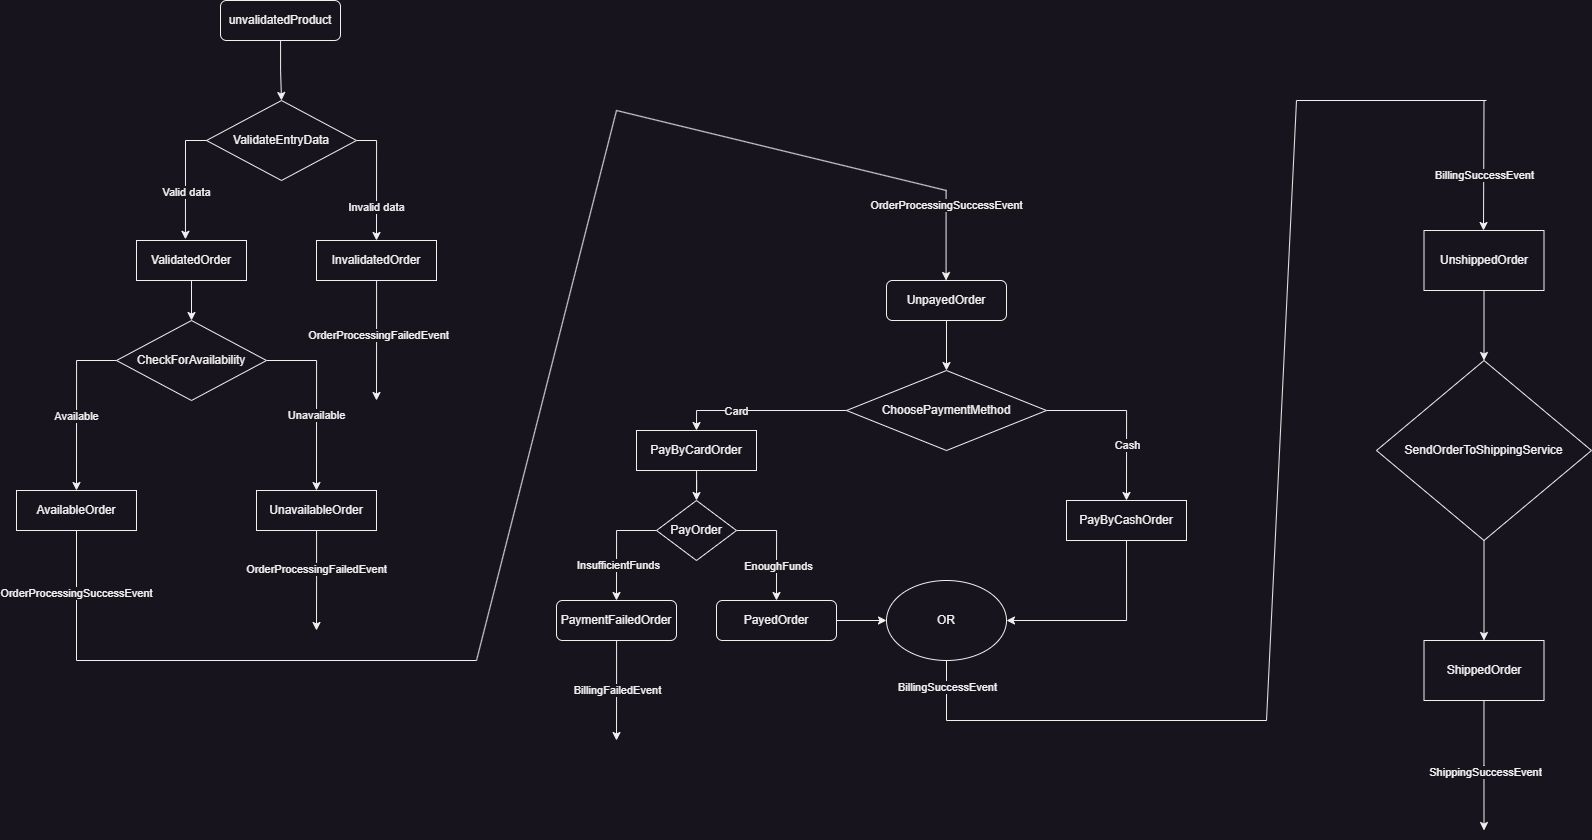 unvalidatedProduct
ValidateEntryData
Valid data
Invalid data
ValidatedOrder
InvalidatedOrder
OrderProcessingFailedEvent
CheckForAvailability
Available
Unavailable
AvailableOrder
UnavailableOrder
OrderProcessingSuccessEvent
OrderProcessingFailedEvent
OrderProcessingSuccessEvent
UnpayedOrder
ChoosePaymentMethod
Card
Cash
PayByCardOrder
PayByCashOrder
PayOrder
InsufficientFunds
EnoughFunds
PaymentFailedOrder
PayedOrder
OR
BillingFailedEvent
BillingSuccessEvent
BillingSuccessEvent
UnshippedOrder
SendOrderToShippingService
ShippedOrder
ShippingSuccessEvent